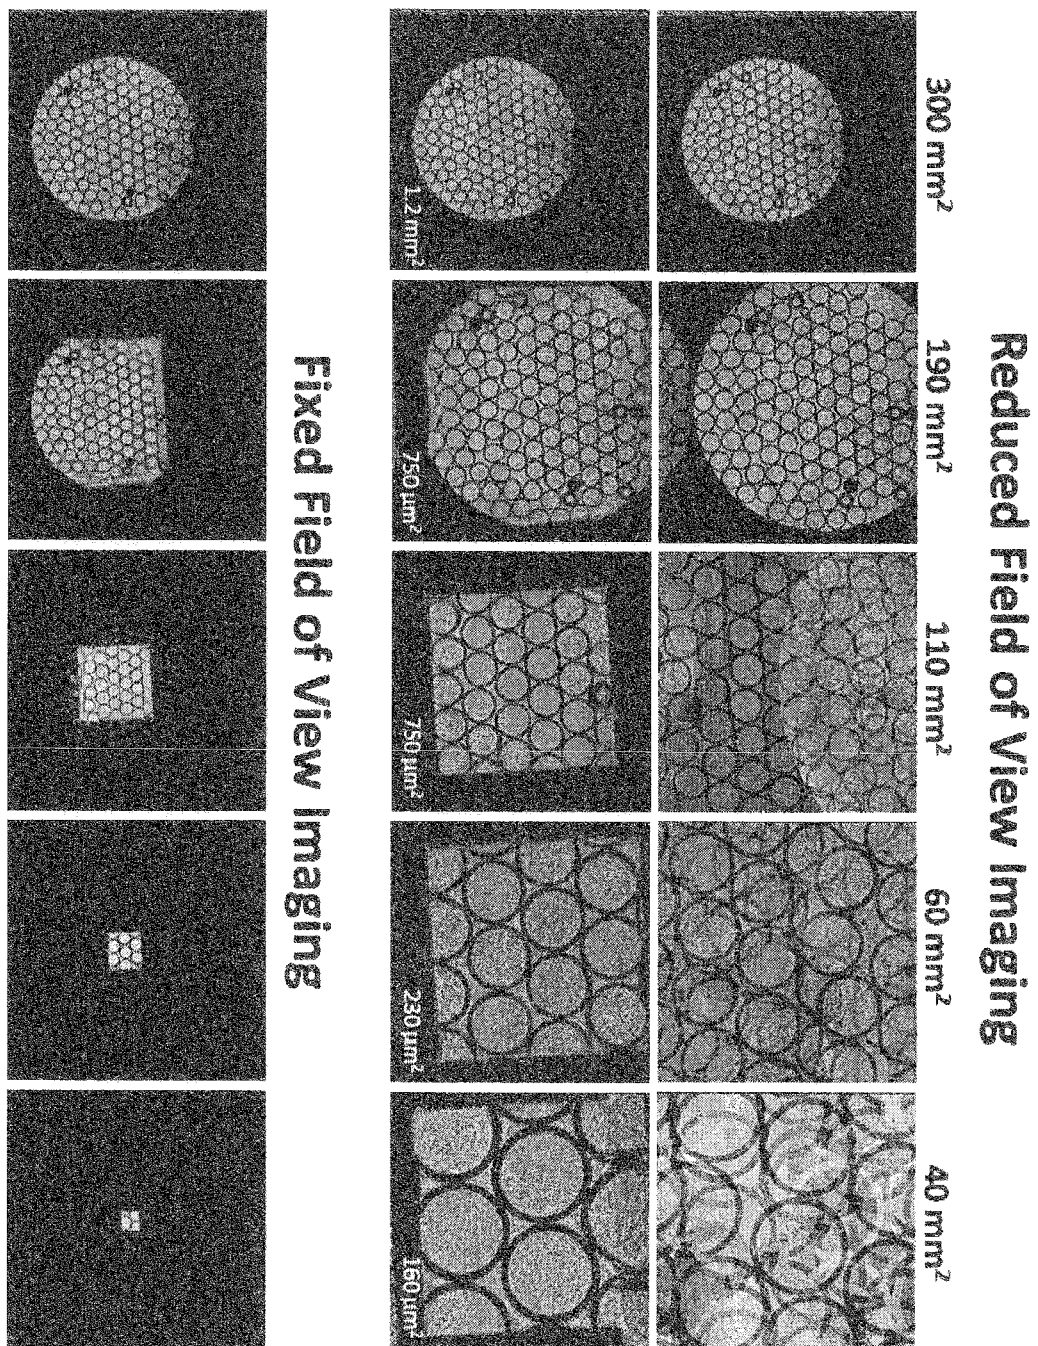 Reduced Field of View Imaging
300 mm²
190 mm²
110 mm²
60 mm²
40 mm²
1.2 mm²
750 µm²
750 µm²
230 µm²
160 µm²
Fixed Field of View Imaging